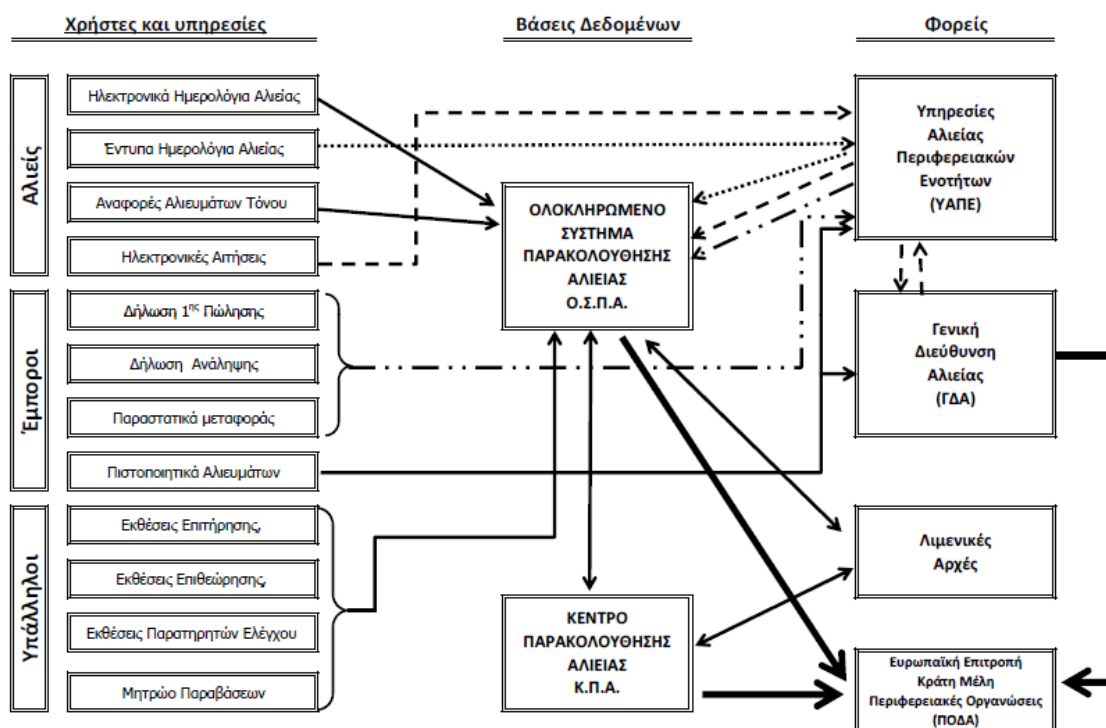 Χρήστες και υπηρεσίες
Βάσεις Δεδομένων
Φορείς
Αλιείς
Ηλεκτρονικά Ημερολόγια Αλιείας
Έντυπα Ημερολόγια Αλιείας
Αναφορές Αλιευμάτων Τόνου
Ηλεκτρονικές Αιτήσεις
Έμποροι
Δήλωση 1ης Πώλησης
Δήλωση Ανάληψης
Παραστατικά μεταφοράς
Πιστοποιητικά Αλιευμάτων
Υπάλληλοι
Εκθέσεις Επιτήρησης,
Εκθέσεις Επιθεώρησης,
Εκθέσεις Παρατηρητών Ελέγχου
Μητρώο Παραβάσεων
ΟΛΟΚΛΗΡΩΜΕΝΟ
ΣΥΣΤΗΜΑ
ΠΑΡΑΚΟΛΟΥΘΗΣΗΣ
ΑΛΙΕΙΑΣ
Ο.Σ.Π.Α.
ΚΕΝΤΡΟ
ΠΑΡΑΚΟΛΟΥΘΗΣΗΣ
ΑΛΙΕΙΑΣ
Κ.Π.Α.
Υπηρεσίες
Αλιείας
Περιφερειακών
Ενοτήτων
(ΥΑΠΕ)
Γενική
Διεύθυνση
Αλιείας
(ΓΔΑ)
Λιμενικές
Αρχές
Ευρωπαϊκή Επιτροπή
Κράτη Μέλη
Περιφερειακές Οργανώσεις
(ΠΟΔΑ)